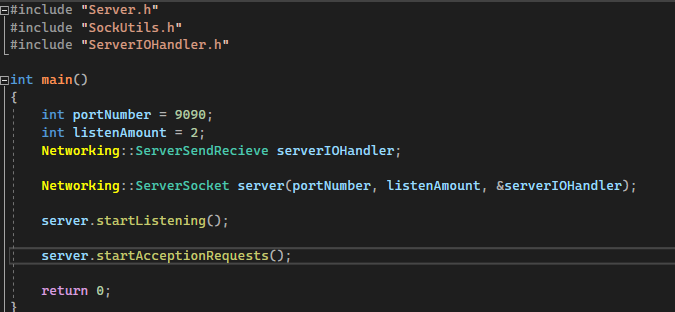 #include "Server.h"
#include "SockUtils.h"
#include "ServerIOHandler.h"
int main()
{
int portNumber = 9090;
int listenAmount = 2;
Networking::ServerSendRecieve serverIOHandler;
Networking::ServerSocket server(portNumber, listenAmount, &serverIOHandler);
server.startListening();
server.startAcceptionRequests();
return 0;
}